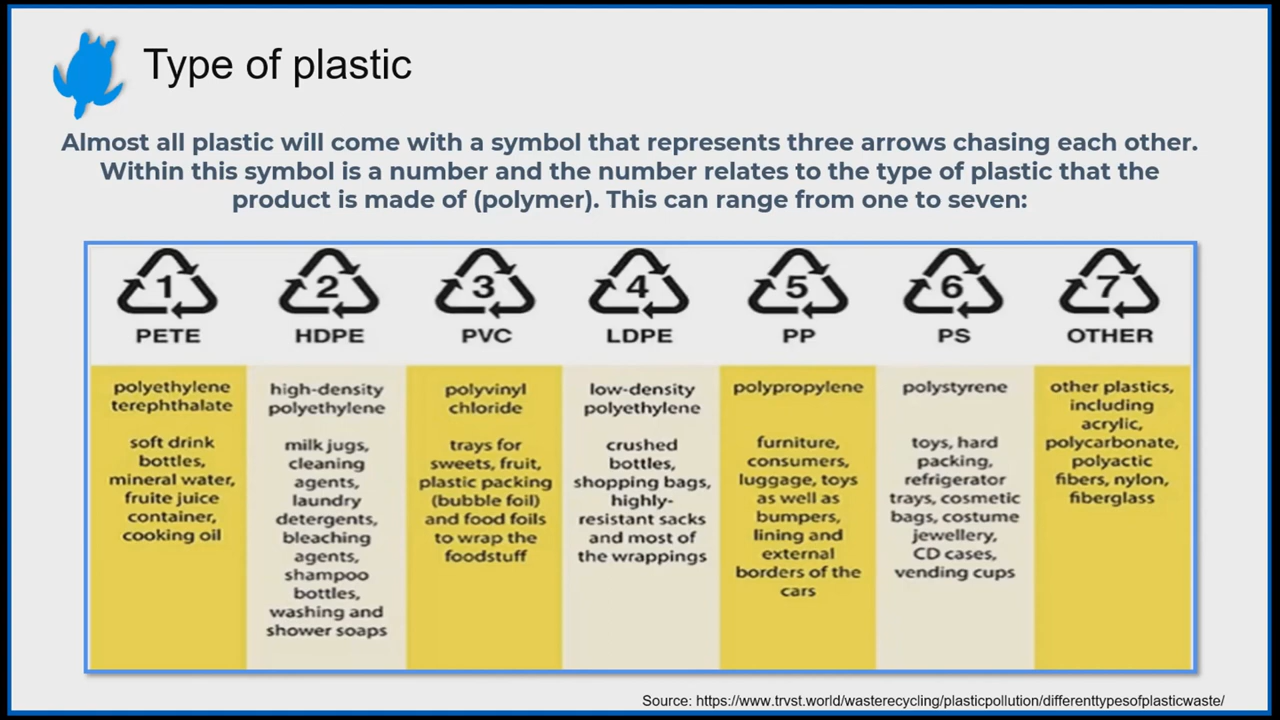 Type of plastic
Almost all plastic will come with a symbol that represents three arrows chasing each other.
Within this symbol is a number and the number relates to the type of plastic that the
product is made of (polymer). This can range from one to seven:
1
PETE
polyethylene
terephthalate
soft drink
bottles,
mineral water,
fruite juice
container,
cooking oil
2
HDPE
high-density
polyethylene
milk jugs,
cleaning
agents,
laundry
detergents,
bleaching
agents,
shampoo
bottles,
washing and
shower soaps
3
PVC
polyvinyl
chloride
trays for
sweets, fruit,
plastic packing
(bubble foil)
and food foils
to wrap the
foodstuff
4
LDPE
low-density
polyethylene
crushed
bottles,
shopping bags,
highly-
resistant sacks
and most of
the wrappings
5
PP
polypropylene
furniture,
consumers,
luggage, toys
as well as
bumpers,
lining and
external
borders of the
cars
6
PS
polystyrene
toys, hard
packing,
refrigerator
trays, cosmetic
bags, costume
jewellery,
CD cases,
vending cups
7
OTHER
other plastics,
including
acrylic,
polycarbonate,
polyactic
fibers, nylon,
fiberglass
Source: https://www.trvst.world/wasterecycling/plasticpollution/differenttypesofplasticwaste/